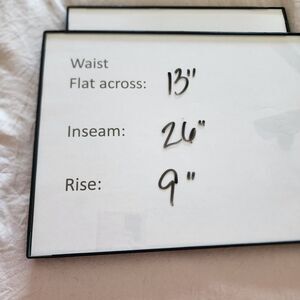 Waist
Flat across: 13"
Inseam: 26"
Rise: 9"